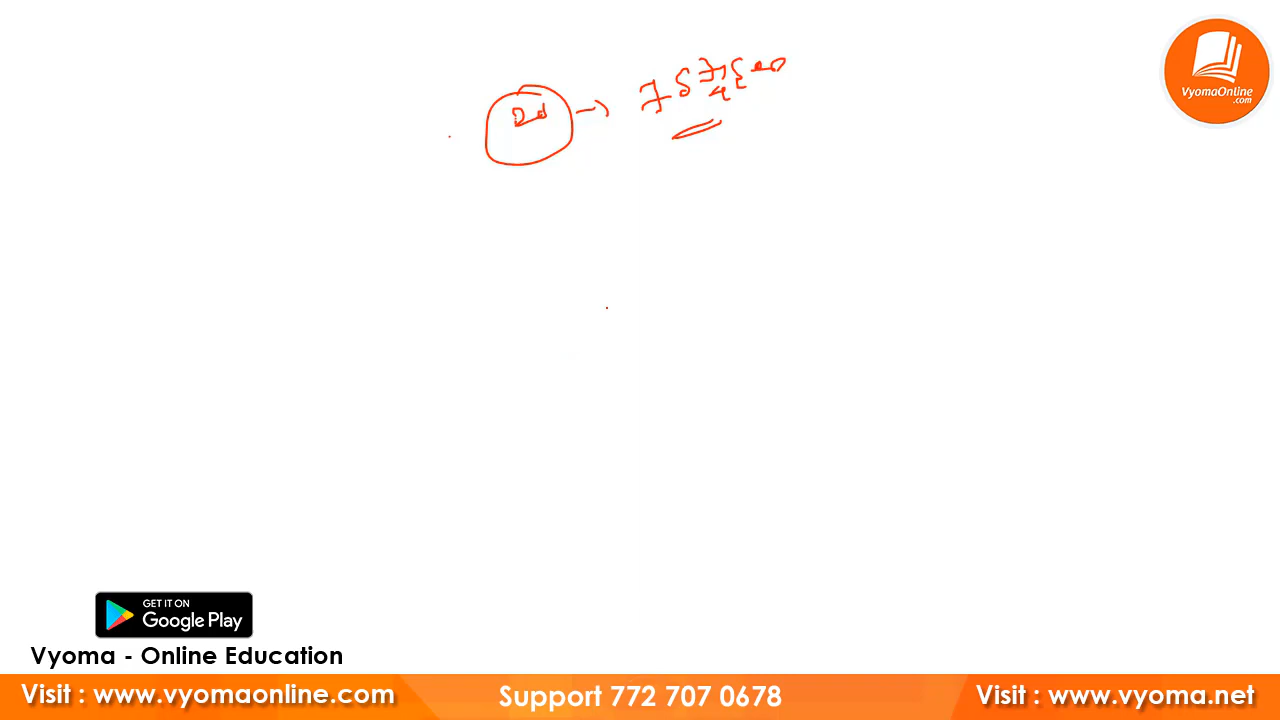 VyomaOnline
.com
GET IT ON
Google Play
Vyoma - Online Education
Visit : www.vyomaonline.com
Support 772 707 0678
Visit : www.vyoma.net